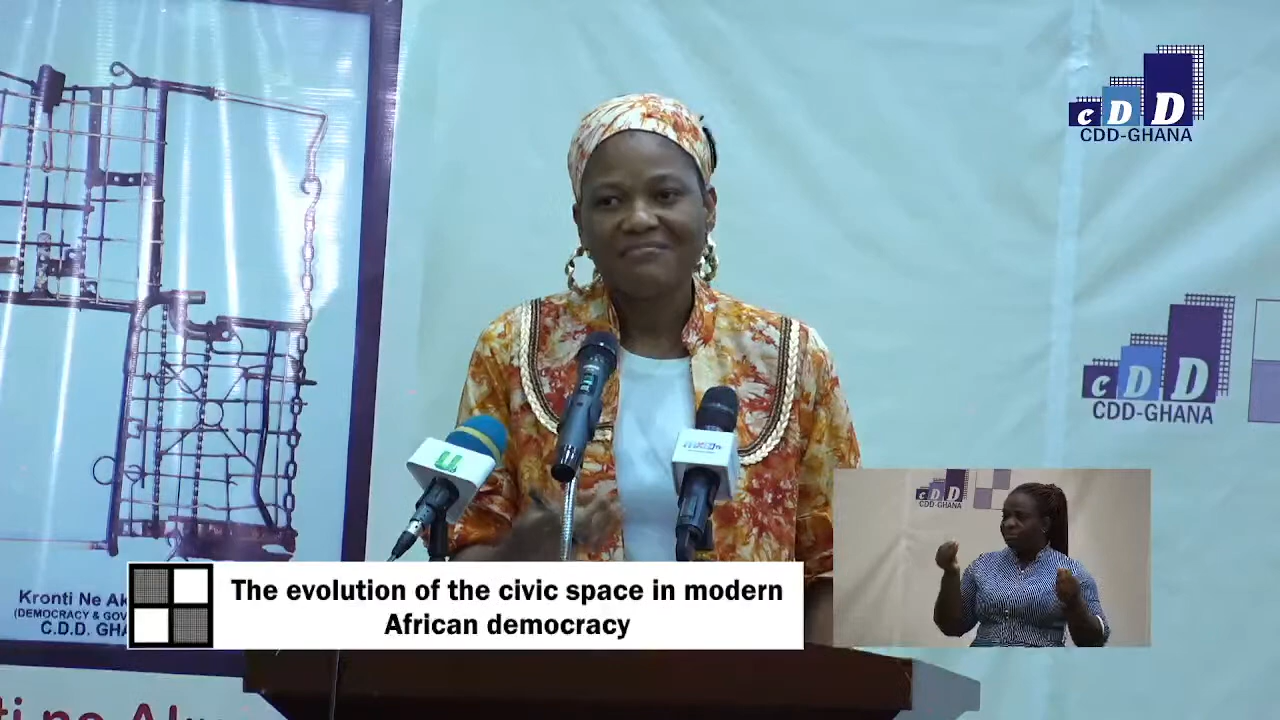 cDD
CDD-GHANA
cDD
CDD-GHANA
cDD
CDD-GHANA
Kronti Ne Ak
(DEMOCRACY & GOV
C.D.D. GHA
The evolution of the civic space in modern
African democracy